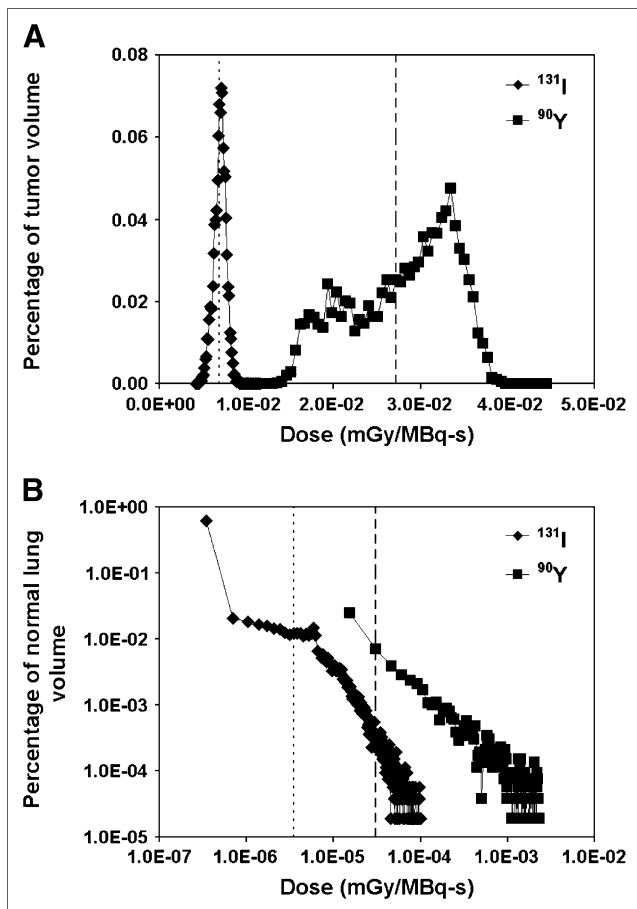 A
0.08
0.06
0.04
0.02
0.00
Percentage of tumor volume
131I
90Y
0.0E+00 1.0E-02 2.0E-02 3.0E-02 4.0E-02 5.0E-02
Dose (mGy/MBq-s)
B
1.0E+00
1.0E-01
1.0E-02
1.0E-03
1.0E-04
1.0E-05
Percentage of normal lung
volume
131I
90Y
1.0E-07 1.0E-06 1.0E-05 1.0E-04 1.0E-03 1.0E-02
Dose (mGy/MBq-s)